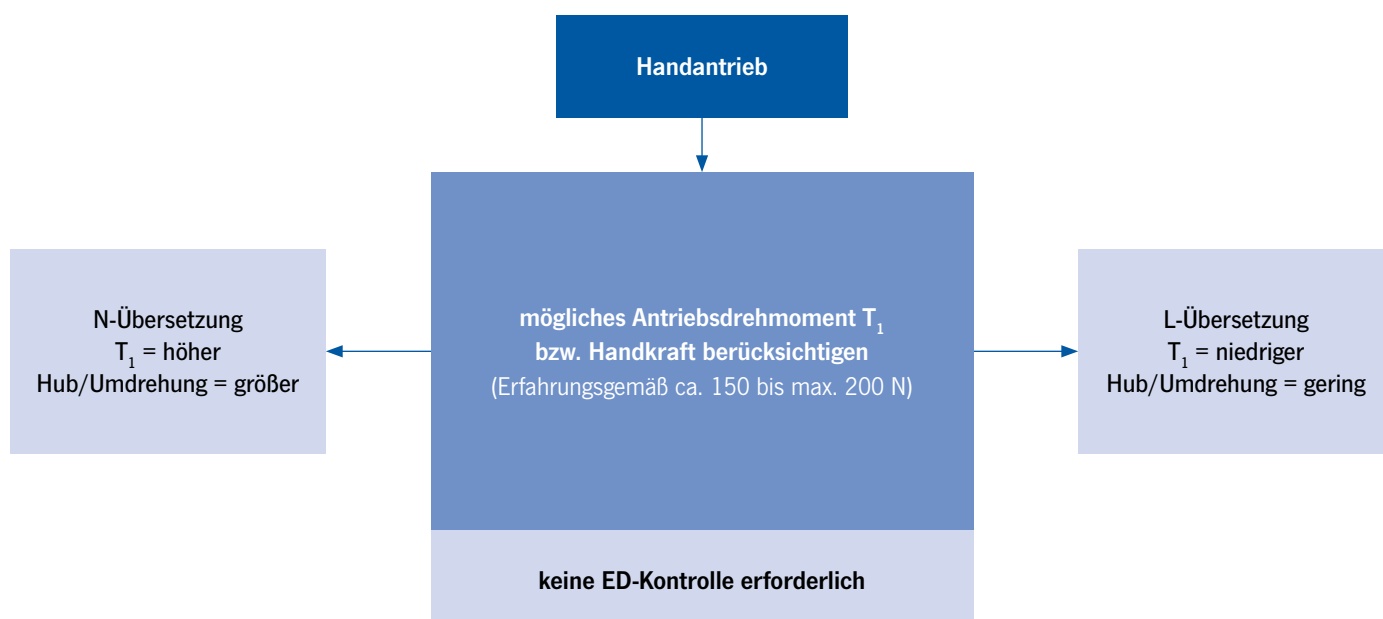 Handantrieb
mögliches Antriebsdrehmoment T₁
bzw. Handkraft berücksichtigen
(Erfahrungsgemäß ca. 150 bis max. 200 N)
keine ED-Kontrolle erforderlich
N-Übersetzung
T₁ = höher
Hub/Umdrehung = größer
L-Übersetzung
T₁ = niedriger
Hub/Umdrehung = gering